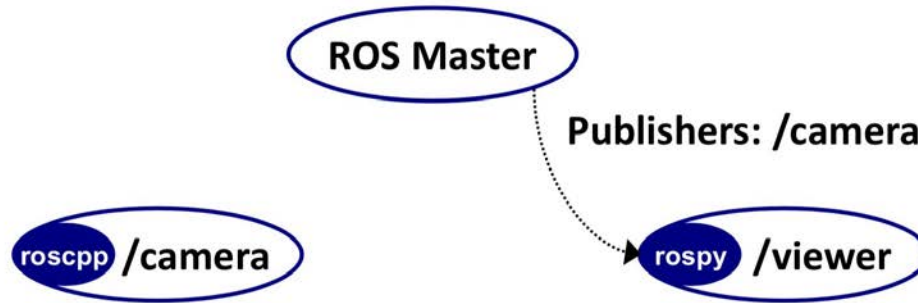 ROS Master
Publishers: /camera
roscpp /camera
rospy /viewer